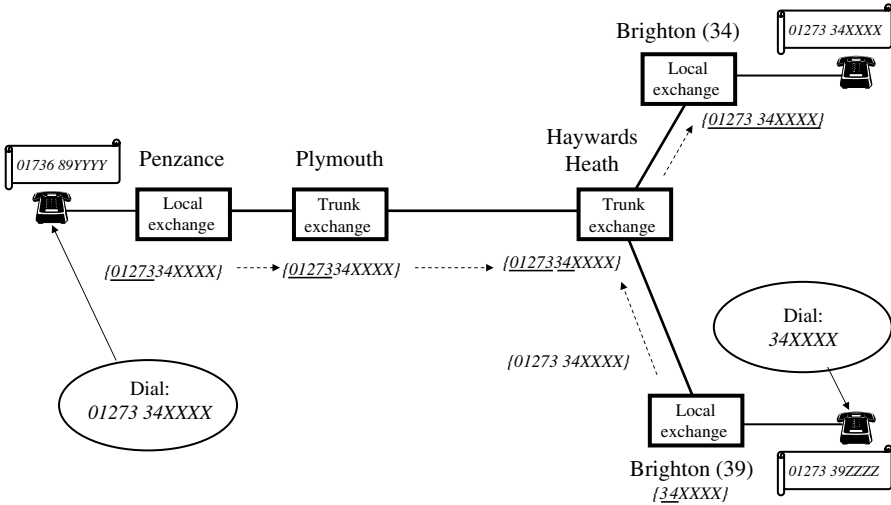 Brighton (34)
01273 34XXXX
Local
exchange
{01273 34XXXX}
Haywards
Heath
01736 89YYYY
Penzance
Plymouth
Local
exchange
Trunk
exchange
Trunk
exchange
{0127334XXXX}
{0127334XXXX}
{0127334XXXX}
Dial:
34XXXX
{01273 34XXXX}
Dial:
01273 34XXXX
Local
exchange
Brighton (39)
01273 39ZZZZ
{34XXXX}